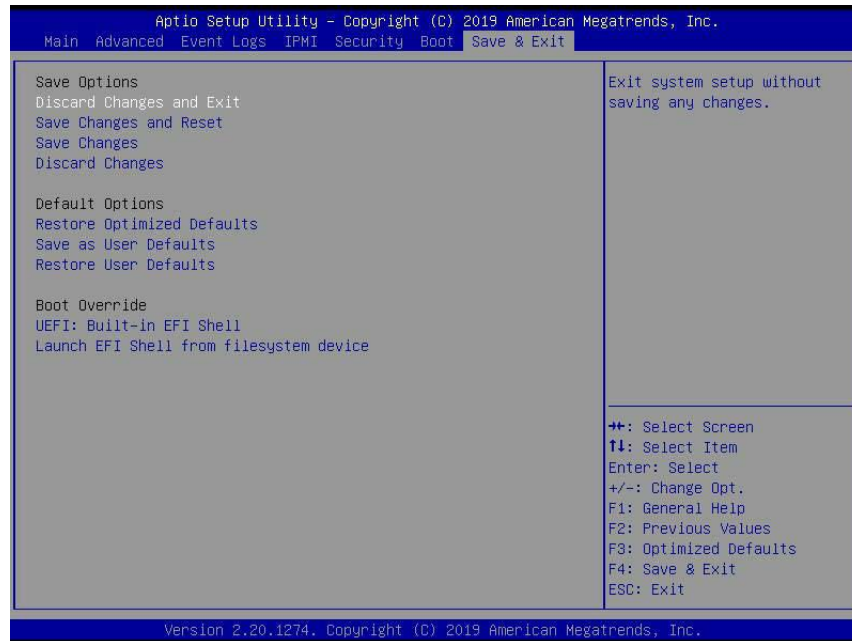 Aptio Setup Utility – Copyright (C) 2019 American Megatrends, Inc.
Main Advanced Event Logs IPMI Security Boot Save & Exit
Save Options
Discard Changes and Exit
Save Changes and Reset
Save Changes
Discard Changes
Default Options
Restore Optimized Defaults
Save as User Defaults
Restore User Defaults
Boot Override
UEFI: Built-in EFI Shell
Launch EFI Shell from filesystem device
Exit system setup without
saving any changes.
→←: Select Screen
↑↓: Select Item
Enter: Select
+/-: Change Opt.
F1: General Help
F2: Previous Values
F3: Optimized Defaults
F4: Save & Exit
ESC: Exit
Version 2.20.1274. Copyright (C) 2019 American Megatrends, Inc.